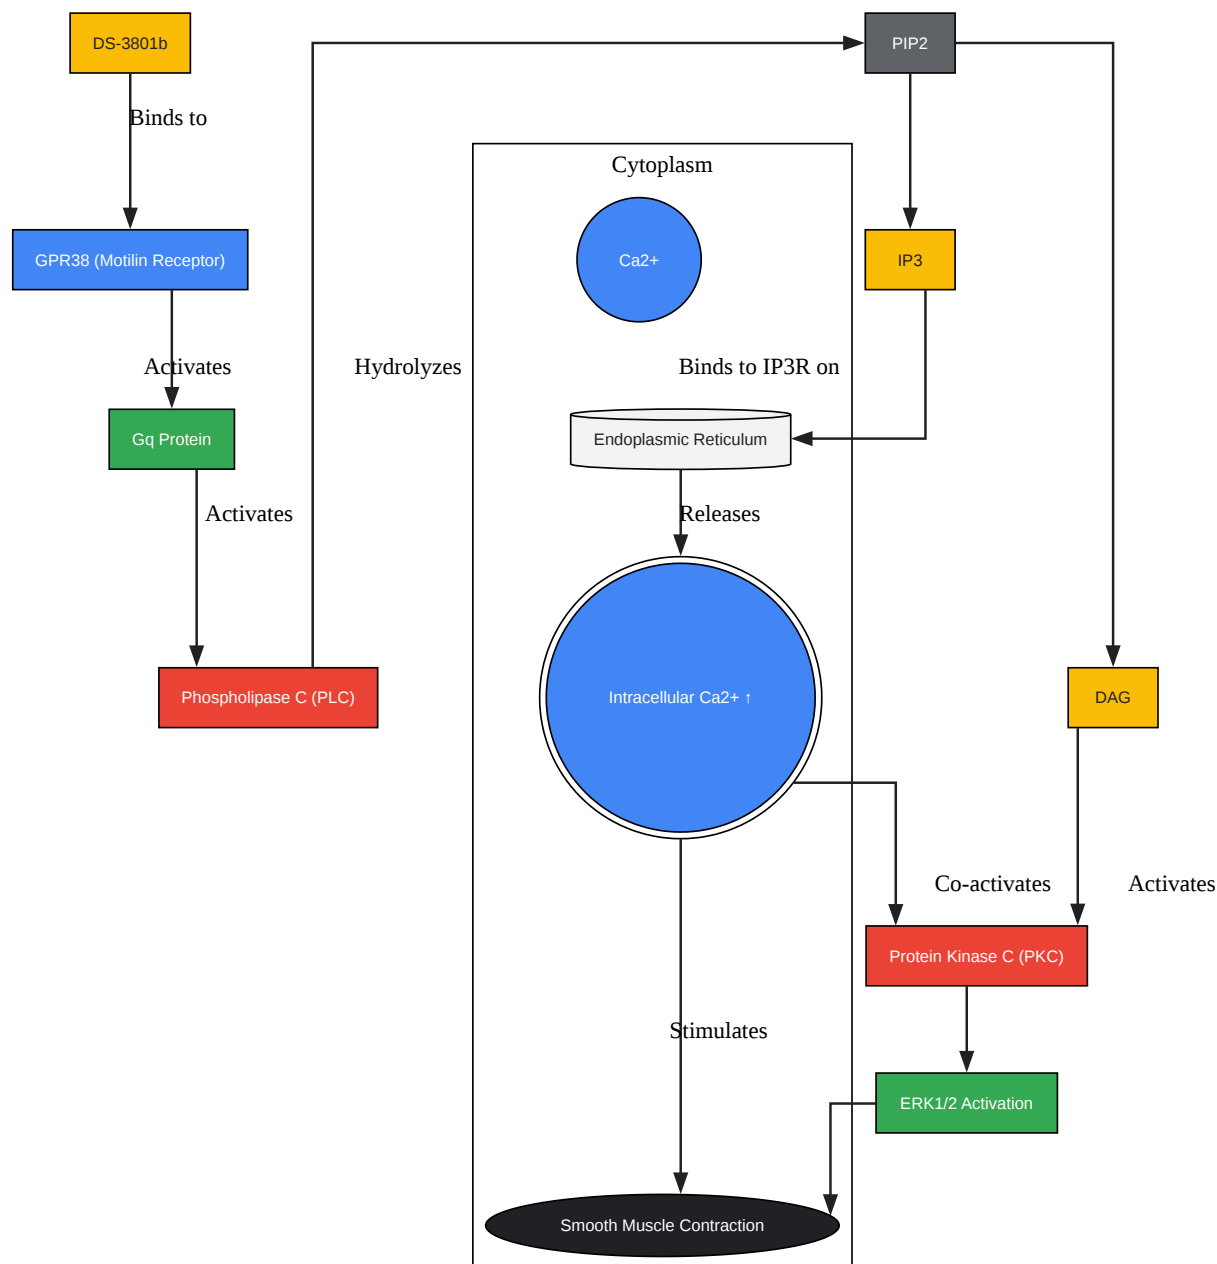 DS-3801b
PIP2
Binds to
Cytoplasm
GPR38 (Motilin Receptor)
Ca2+
IP3
Activates
Hydrolyzes
Binds to IP3R on
Gq Protein
Endoplasmic Reticulum
Activates
Releases
Phospholipase C (PLC)
Intracellular Ca2+ ↑
DAG
Co-activates
Activates
Protein Kinase C (PKC)
Stimulates
ERK1/2 Activation
Smooth Muscle Contraction